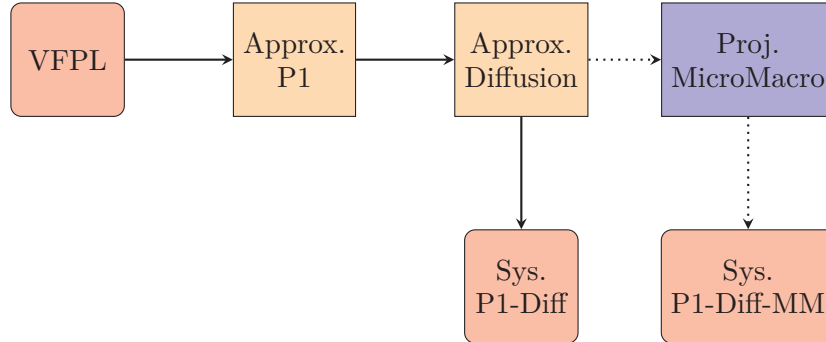 VFPL
Approx.
P1
Approx.
Diffusion
Proj.
MicroMacro
Sys.
P1-Diff
Sys.
P1-Diff-MM